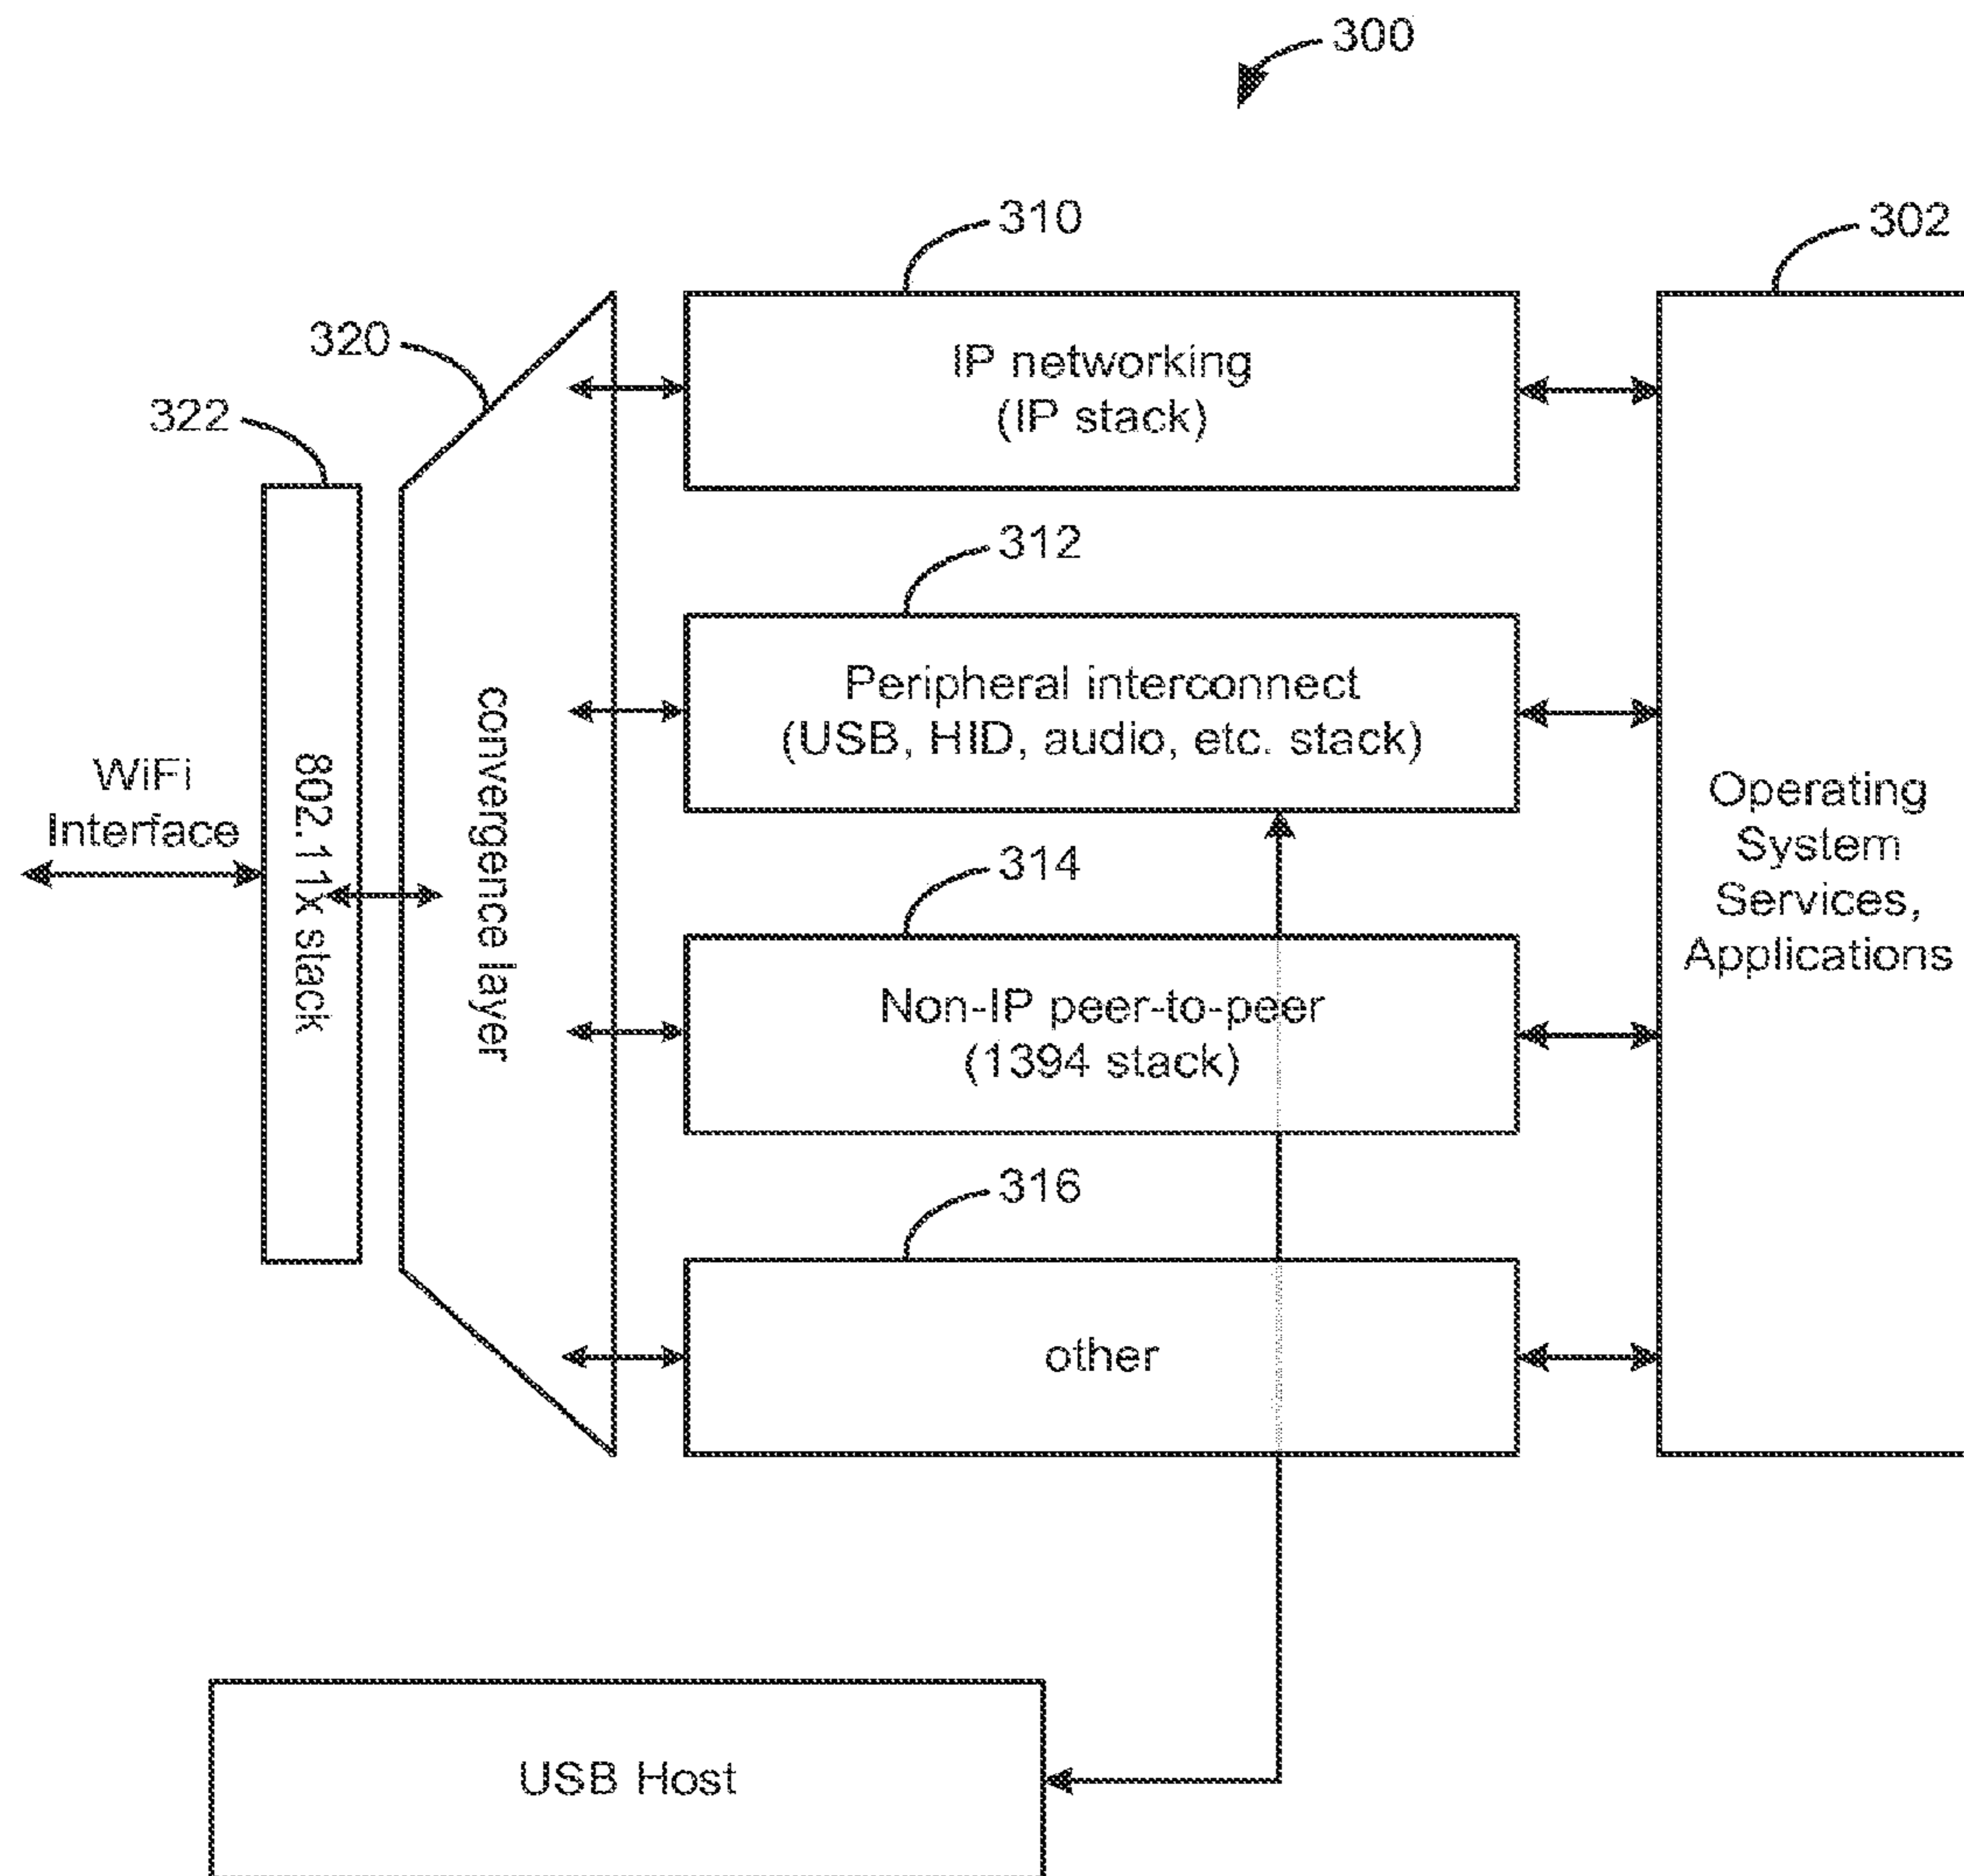 300
310
302
320
IP networking
(IP stack)
322
312
Peripheral interconnect
(USB, HID, audio, etc. stack)
WiFi
Interface
802.11x stack
convergence layer
Operating
System
Services,
Applications
314
Non-IP peer-to-peer
(1394 stack)
316
other
USB Host